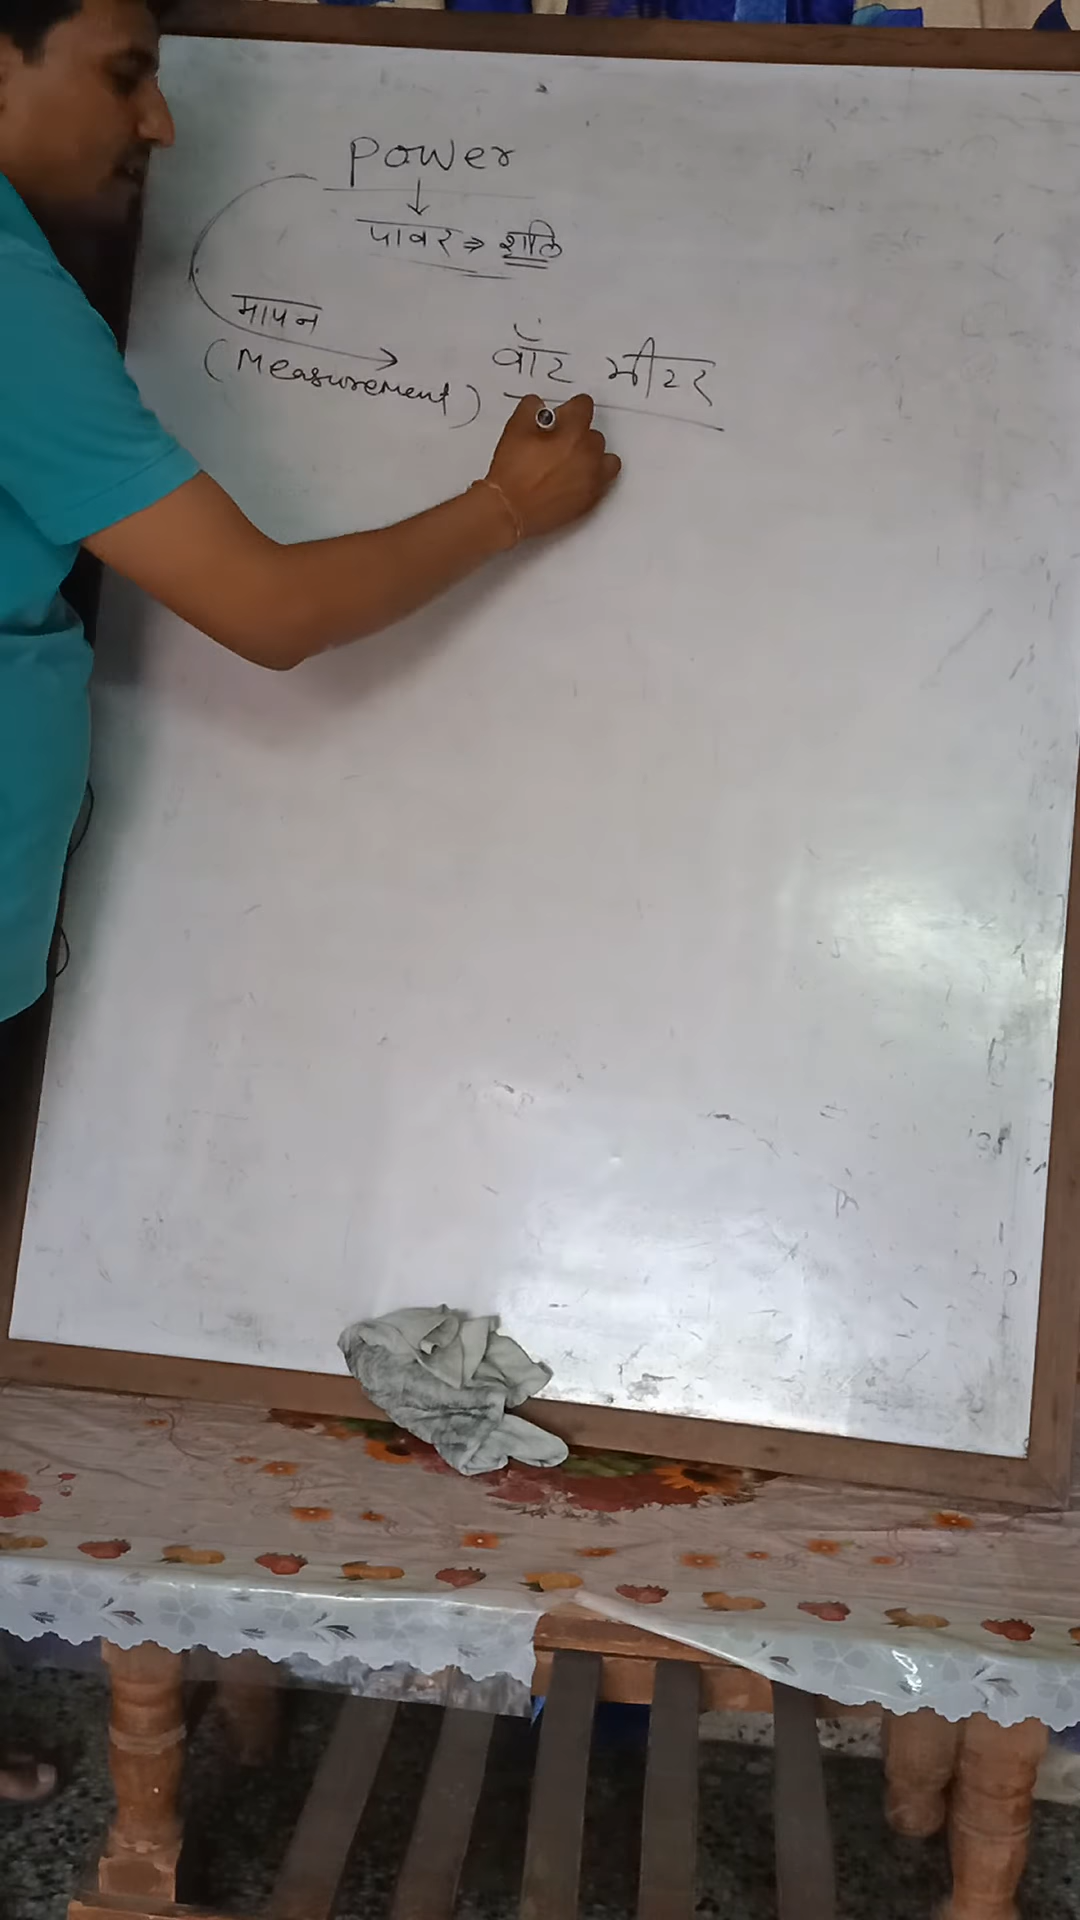 Power
↓
पावर ⇒ शक्ति
मापन
(Measurement)
वॉट मीटर